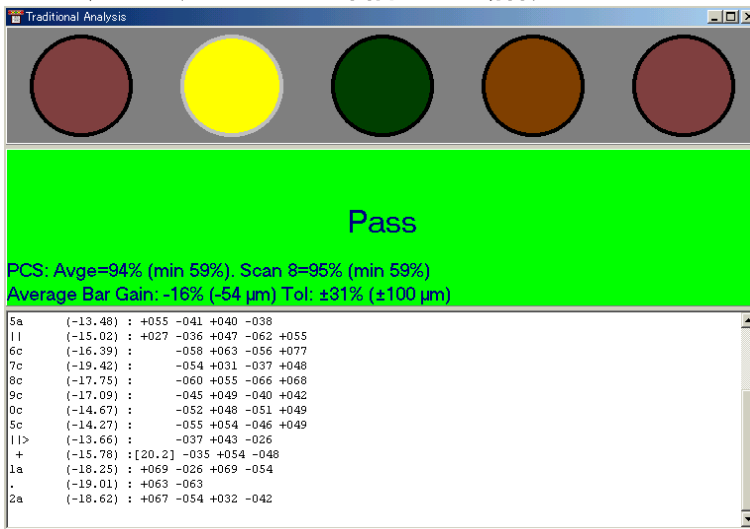 Traditional Analysis
Pass
PCS: Avge=94% (min 59%). Scan 8=95% (min 59%)
Average Bar Gain: -16% (-54 µm) Tol: ±31% (±100 µm)
5a (-13.48) : +055 -041 +040 -038
|| (-15.02) : +027 -036 +047 -062 +055
6c (-16.39) : -058 +063 -056 +077
7c (-19.42) : -054 +031 -037 +048
8c (-17.75) : -060 +055 -066 +068
9c (-17.09) : -045 +049 -040 +042
0c (-14.67) : -052 +048 -051 +049
5c (-14.27) : -055 +054 -046 +049
||> (-13.66) : -037 +043 -026
+ (-15.78) :[20.2] -035 +054 -048
1a (-18.25) : +069 -026 +069 -054
. (-19.01) : +063 -063
2a (-18.62) : +067 -054 +032 -042